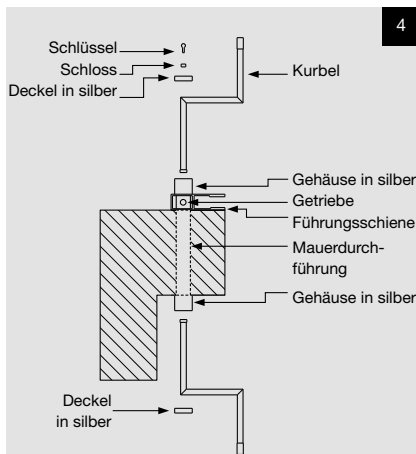 4
Schlüssel
Schloss
Deckel in silber
Kurbel
Gehäuse in silber
Getriebe
Führungsschiene
Mauerdurch-
führung
Gehäuse in silber
Deckel
in silber